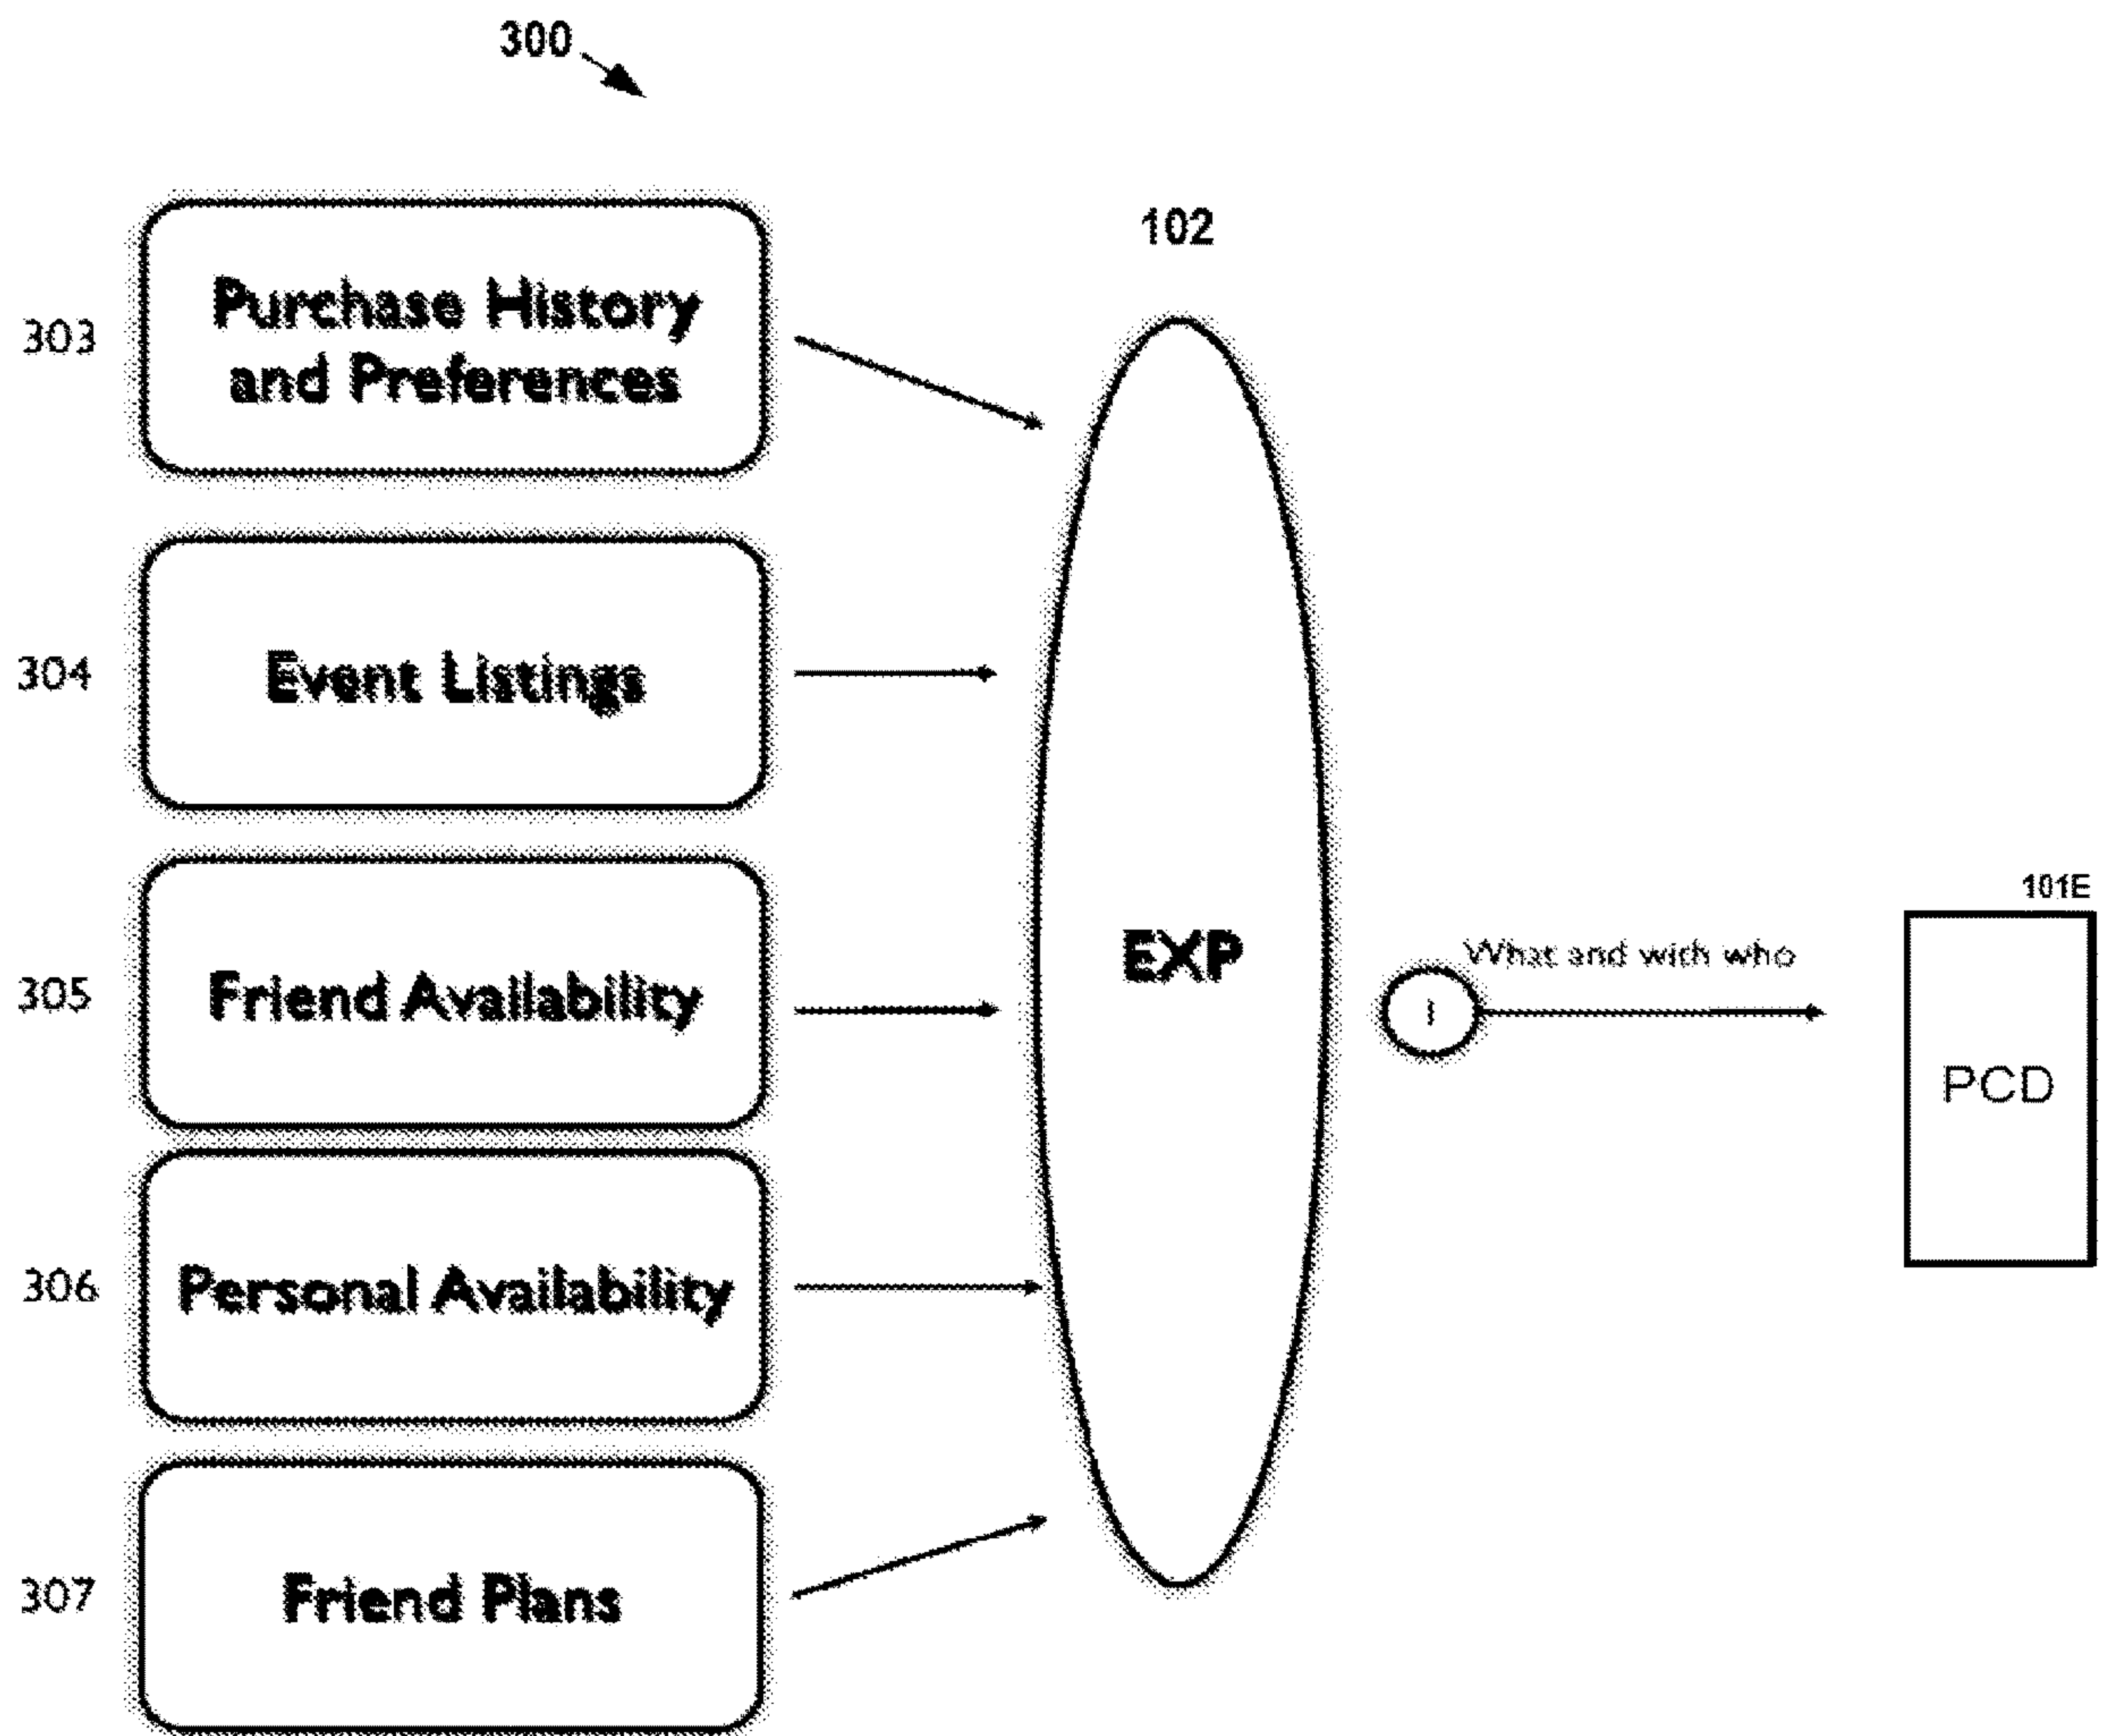 300
102
303
Purchase History
and Preferences
304
Event Listings
305
Friend Availability
306
Personal Availability
307
Friend Plans
EXP
1
What and with who
101E
PCD